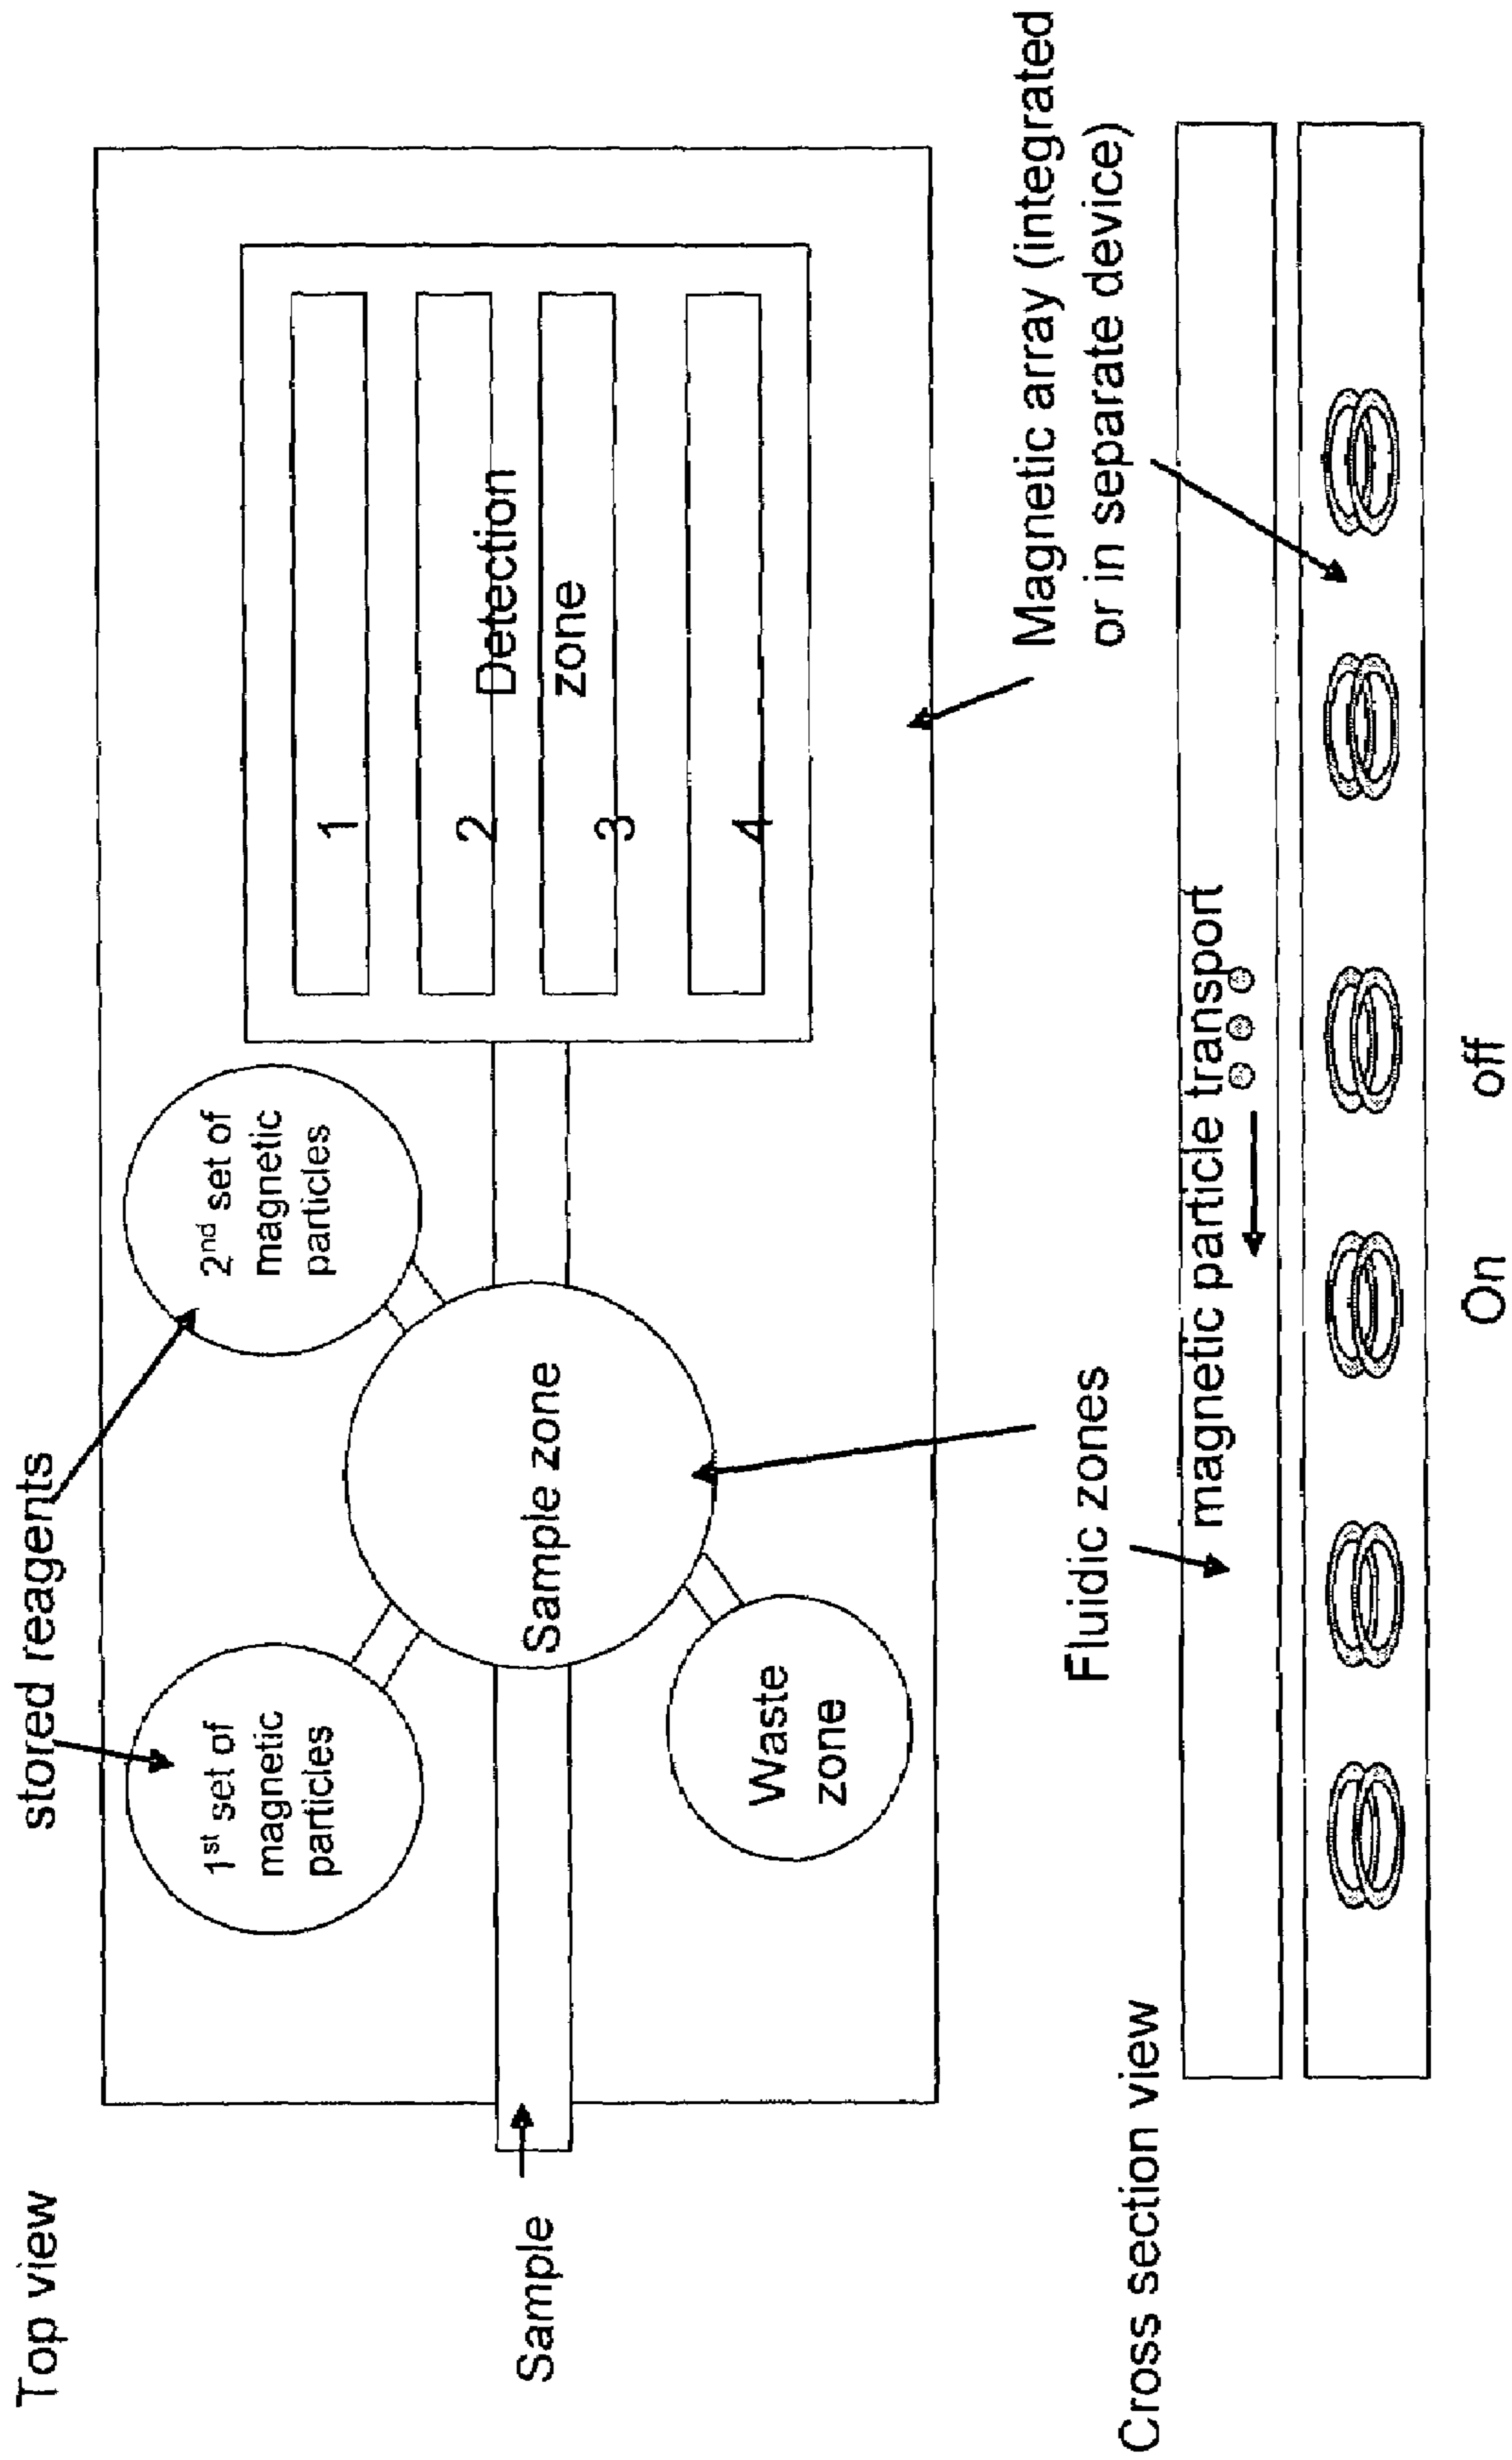 Top view
stored reagents
1st set of
magnetic
particles
2nd set of
magnetic
particles
Sample
Sample zone
Waste
zone
1
2
Detection
3
zone
4
Fluidic zones
Magnetic array (integrated
or in separate device)
Cross section view
magnetic particle transport
On
off